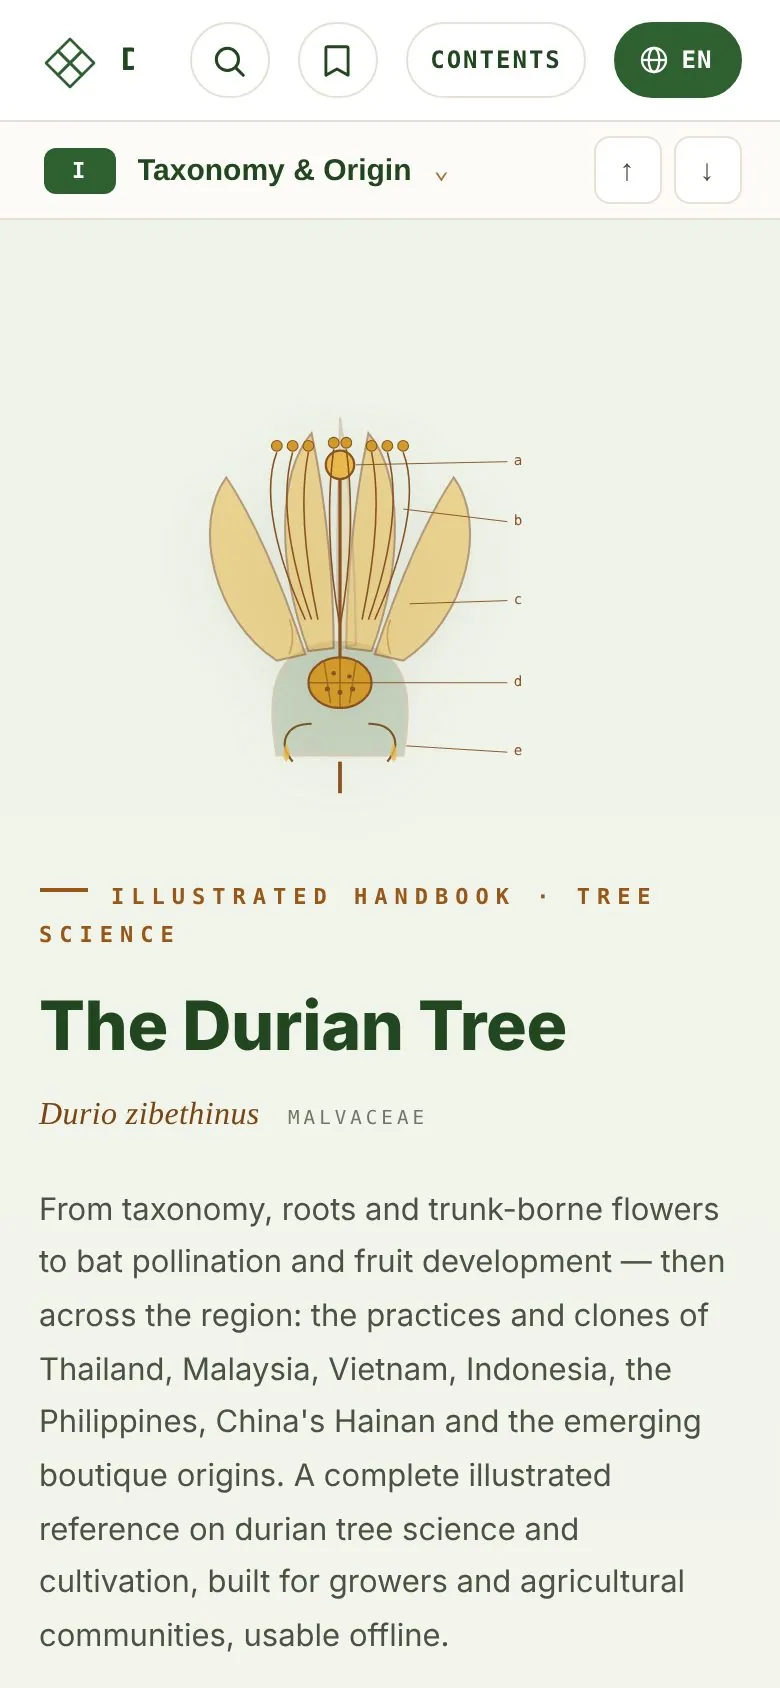 CONTENTS
EN
I
Taxonomy & Origin
↑
↓
a
b
c
d
e
ILLUSTRATED HANDBOOK · TREE
SCIENCE
The Durian Tree
Durio zibethinus MALVACEAE
From taxonomy, roots and trunk-borne flowers
to bat pollination and fruit development — then
across the region: the practices and clones of
Thailand, Malaysia, Vietnam, Indonesia, the
Philippines, China's Hainan and the emerging
boutique origins. A complete illustrated
reference on durian tree science and
cultivation, built for growers and agricultural
communities, usable offline.